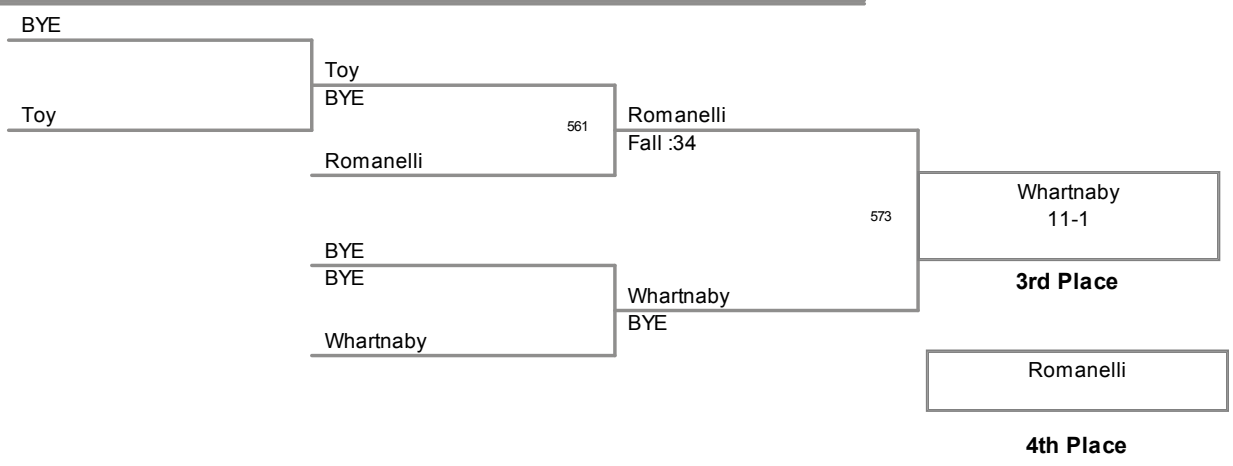 BYE
Toy
Toy
BYE
Romanelli
561
Romanelli
Fall :34
BYE
BYE
Whartnaby
Whartnaby
BYE
573
Whartnaby
11-1
3rd Place
Romanelli
4th Place